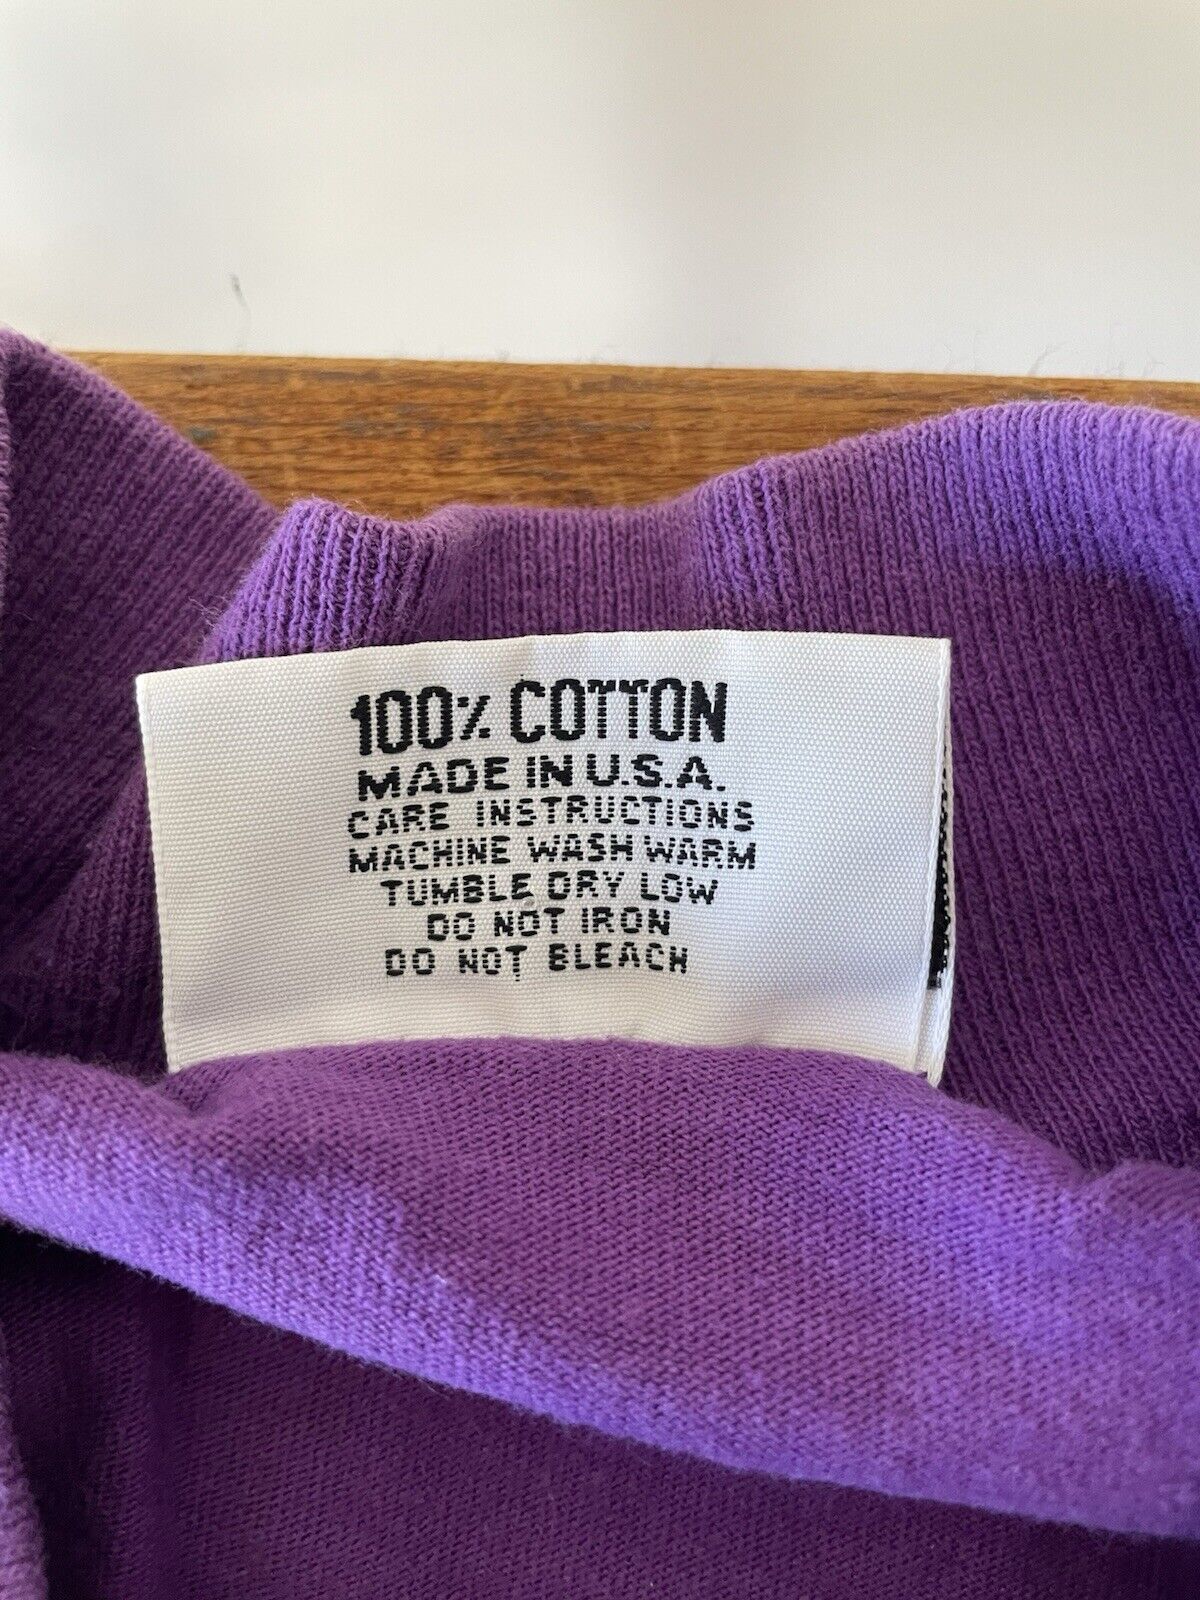 100% COTTON
MADE IN U.S.A.
CARE INSTRUCTIONS
MACHINE WASH WARM
TUMBLE DRY LOW
DO NOT IRON
DO NOT BLEACH